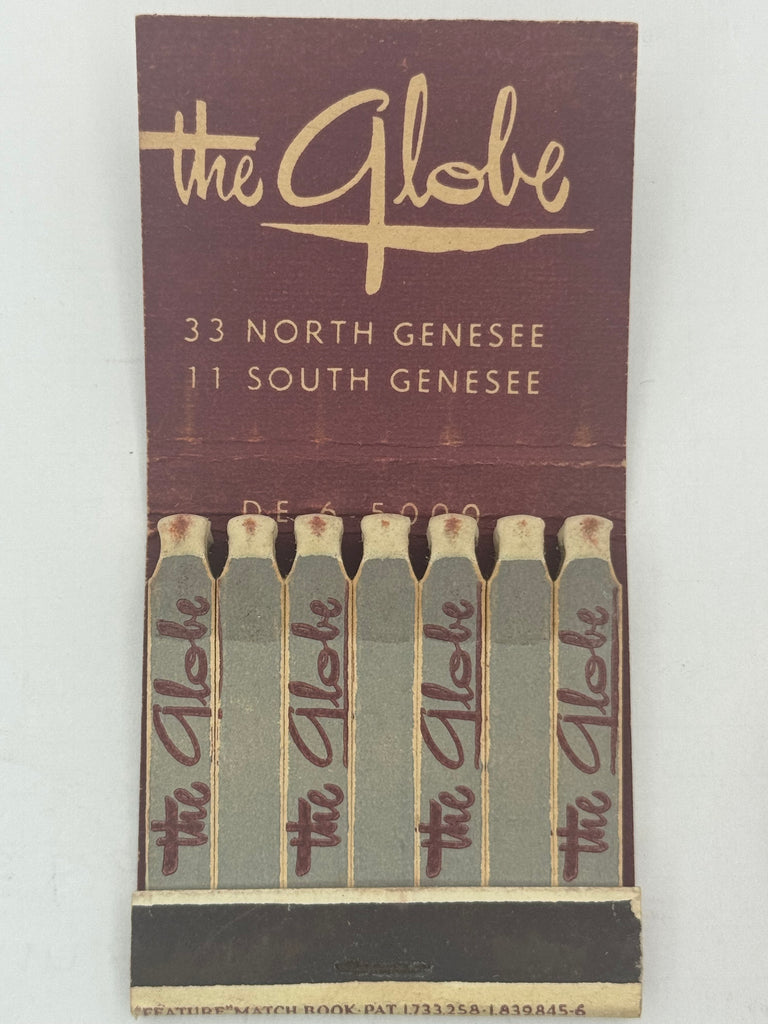 the Globe
33 NORTH GENESEE
11 SOUTH GENESEE
DE 6 5000
the Globe
the Globe
the Globe
the Globe
"FEATURE" MATCH BOOK·PAT 1.733.258·1.839.845-6